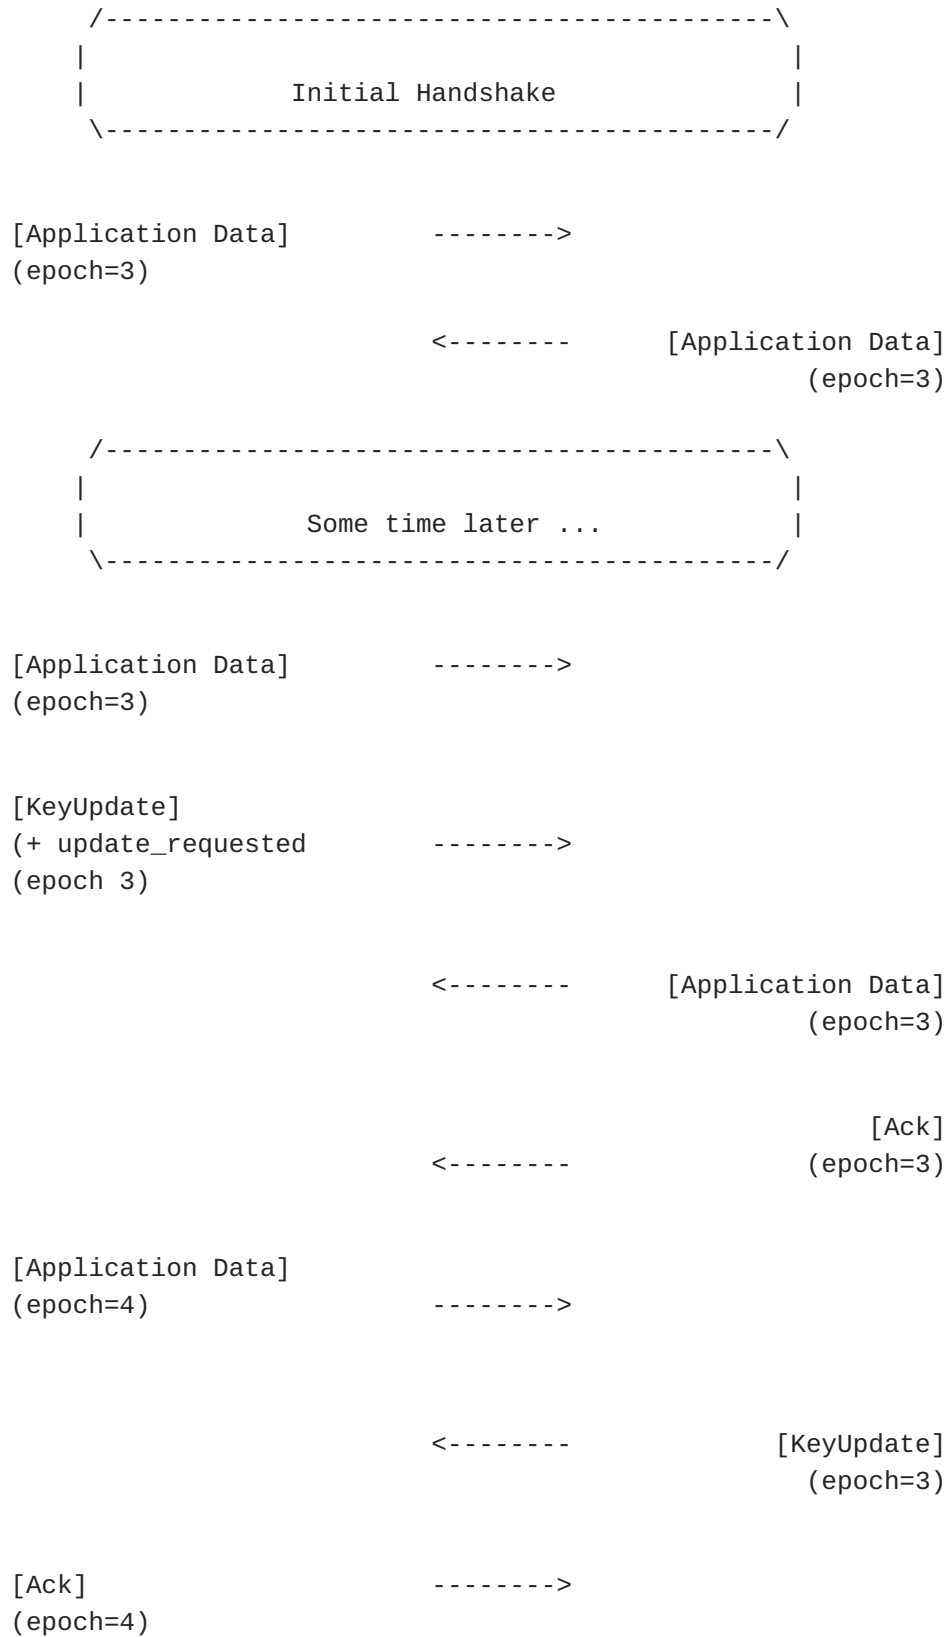 /-------------------------------------------\
|                                              |
|             Initial Handshake                |
\-------------------------------------------/
[Application Data]         -------->
(epoch=3)
<--------      [Application Data]
(epoch=3)
/-------------------------------------------\
|                                              |
|              Some time later ...             |
\-------------------------------------------/
[Application Data]         -------->
(epoch=3)
[KeyUpdate]
(+ update_requested        -------->
(epoch 3)
<--------      [Application Data]
(epoch=3)
[Ack]
<--------               (epoch=3)
[Application Data]
(epoch=4)                  -------->
<--------             [KeyUpdate]
(epoch=3)
[Ack]                      -------->
(epoch=4)